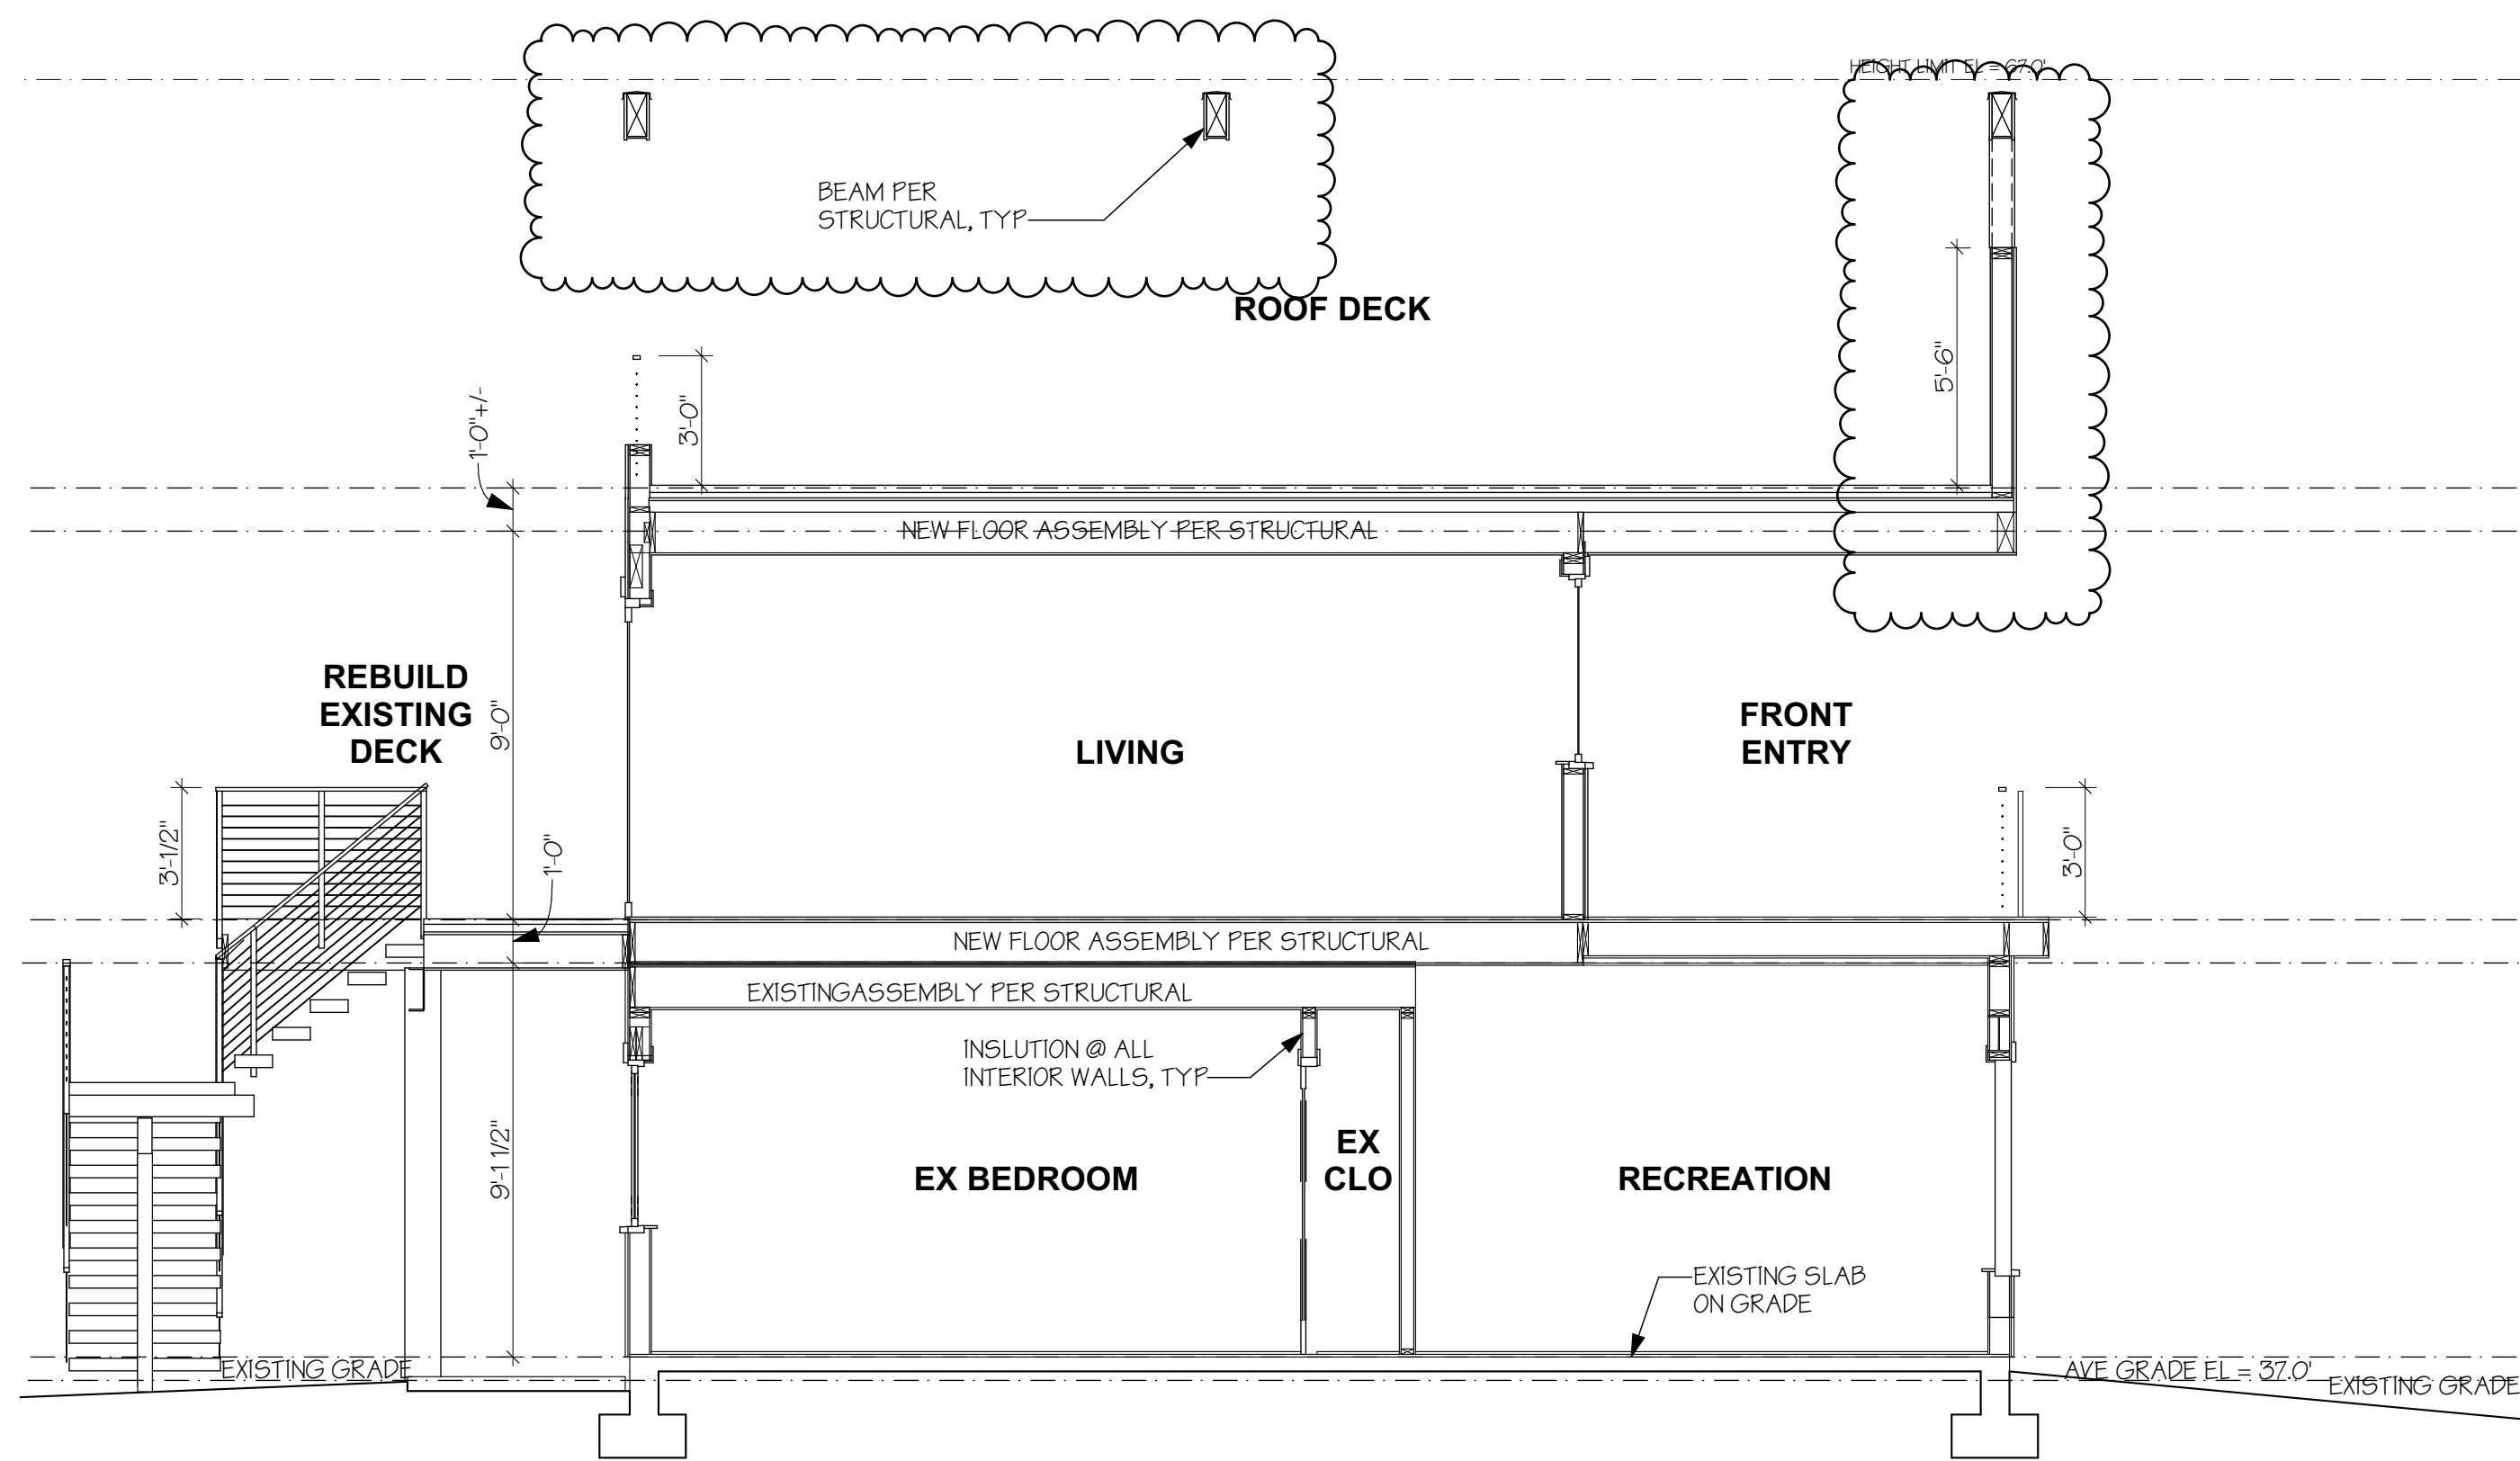 HEIGHT LIMIT EL = 67.0'
BEAM PER
STRUCTURAL, TYP
ROOF DECK
5'-6"
1'-0"+/-
3'-0"
NEW FLOOR ASSEMBLY PER STRUCTURAL
REBUILD
EXISTING
DECK
9'-0"
LIVING
FRONT
ENTRY
3'-1/2"
1'-0"
3'-0"
NEW FLOOR ASSEMBLY PER STRUCTURAL
EXISTINGASSEMBLY PER STRUCTURAL
INSLUTION @ ALL
INTERIOR WALLS, TYP
9'-1 1/2"
EX BEDROOM
EX
CLO
RECREATION
EXISTING SLAB
ON GRADE
EXISTING GRADE
AVE GRADE EL = 37.0'
EXISTING GRADE